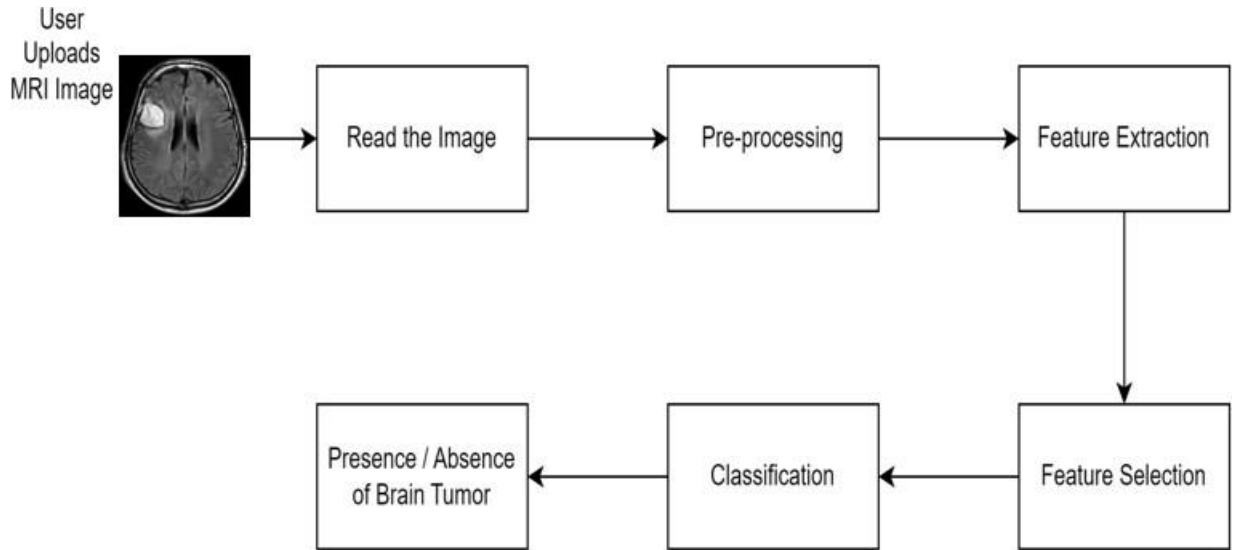 User
Uploads
MRI Image
Read the Image
Pre-processing
Feature Extraction
Feature Selection
Classification
Presence / Absence
of Brain Tumor